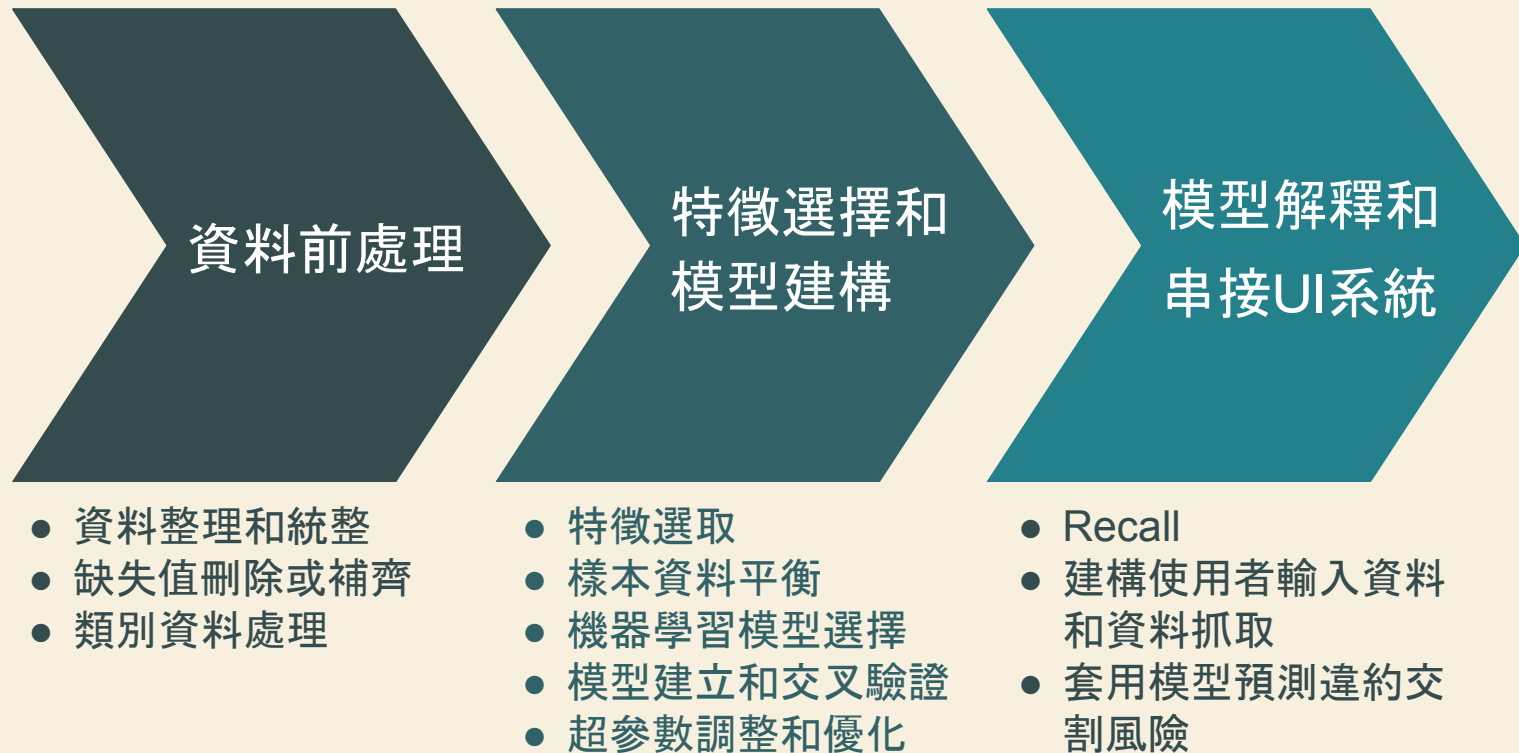 資料前處理
特徵選擇和
模型建構
模型解釋和
串接UI系統
● 資料整理和統整
● 缺失值刪除或補齊
● 類別資料處理
● 特徵選取
● 樣本資料平衡
● 機器學習模型選擇
● 模型建立和交叉驗證
● 超參數調整和優化
● Recall
● 建構使用者輸入資料
和資料抓取
● 套用模型預測違約交
割風險